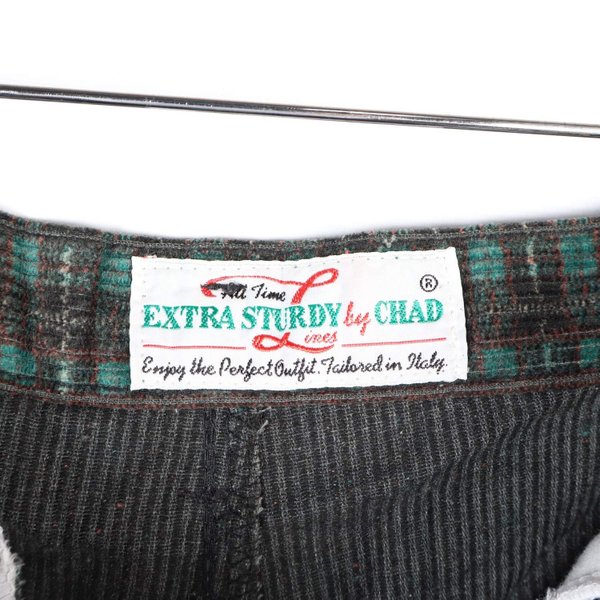 All Time
®
EXTRA STURDY by CHAD
Lines
Enjoy the Perfect Outfit. Tailored in Italy.